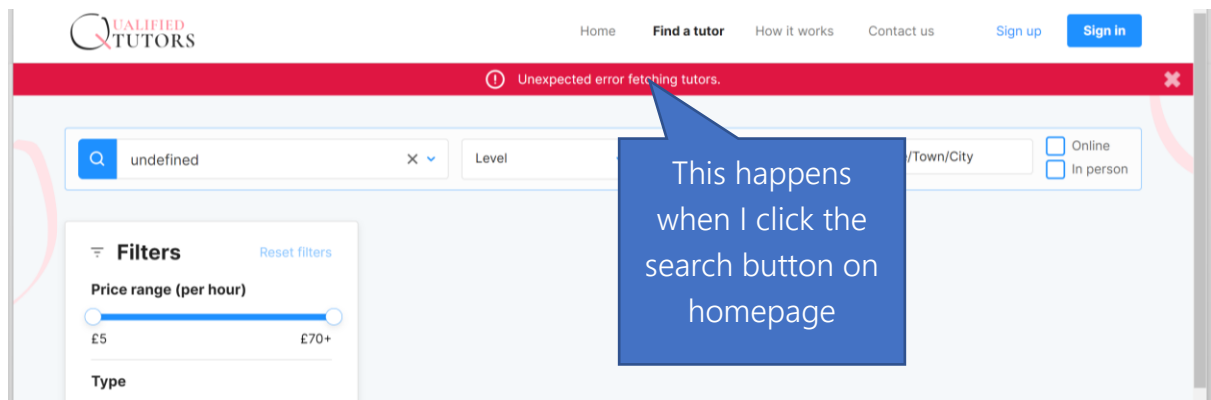 QUALIFIED
TUTORS
Home Find a tutor How it works Contact us Sign up Sign in
Unexpected error fetching tutors.
undefined Level /Town/City Online
In person
This happens
when I click the
search button on
homepage
Filters Reset filters
Price range (per hour)
£5 £70+
Type